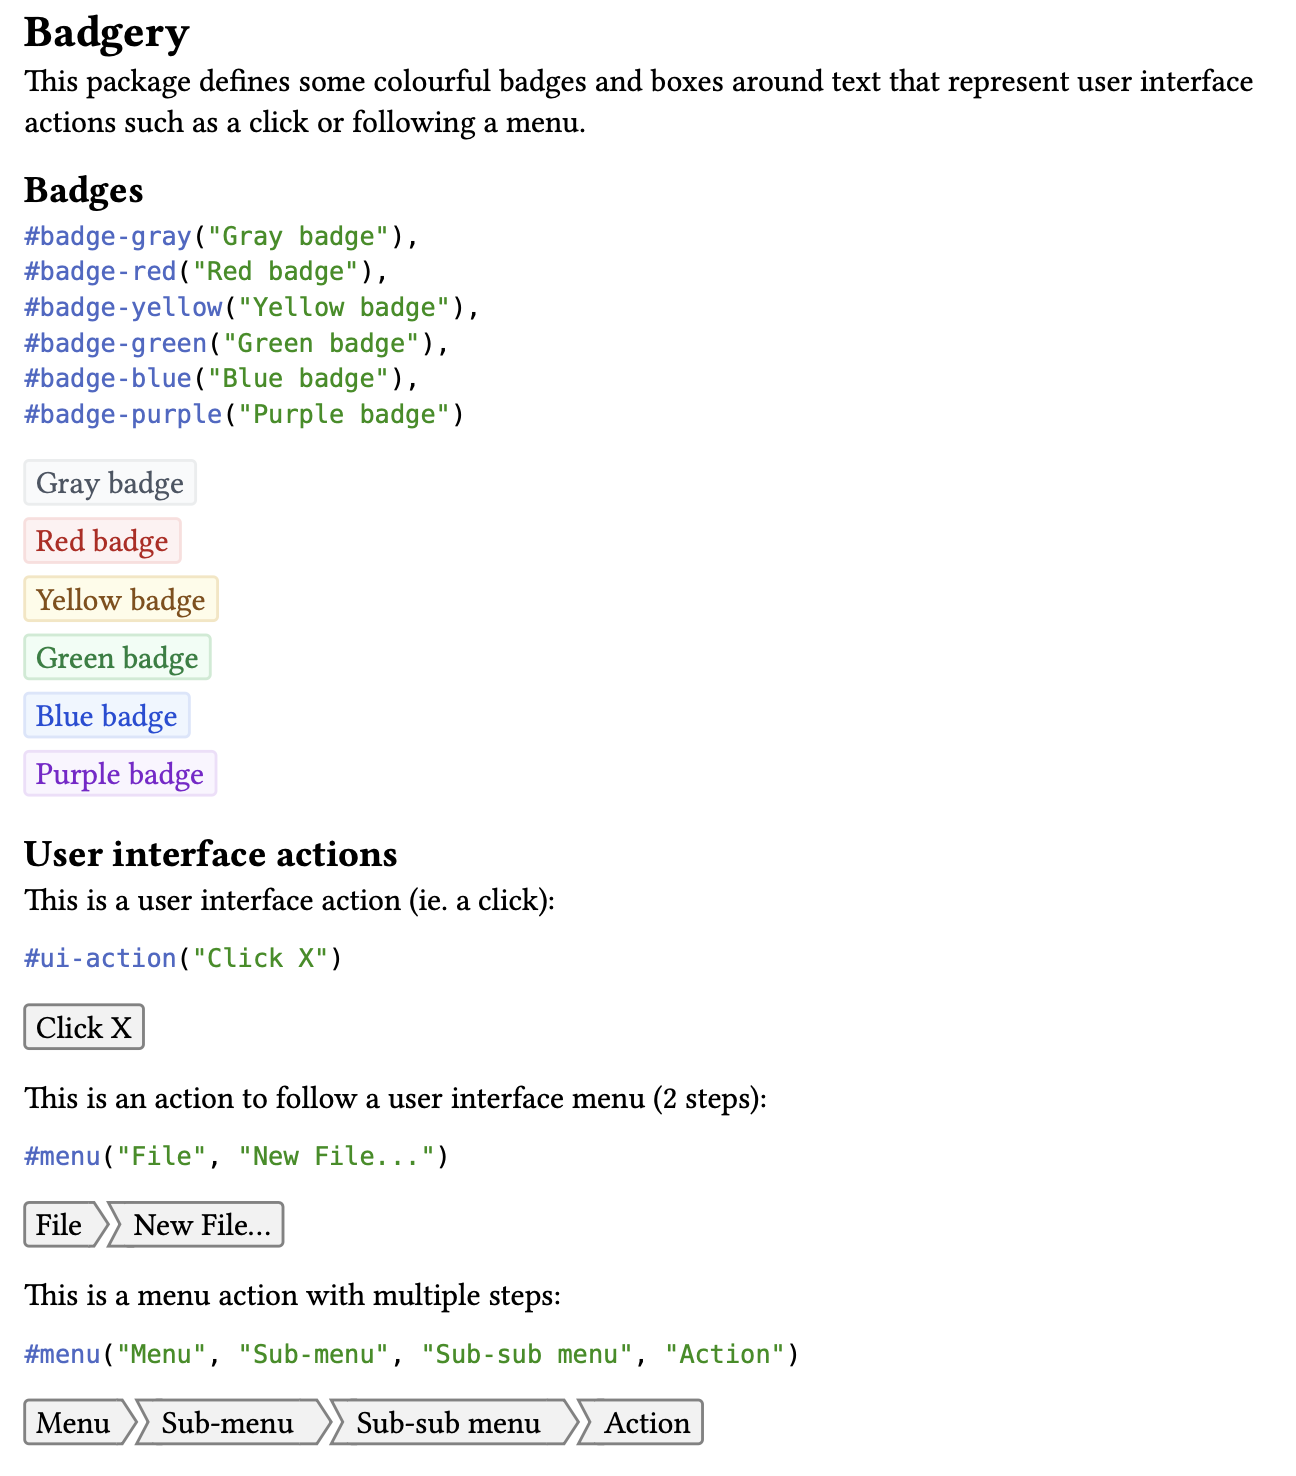 Badgery
This package defines some colourful badges and boxes around text that represent user interface
actions such as a click or following a menu.
Badges
#badge-gray("Gray badge"),
#badge-red("Red badge"),
#badge-yellow("Yellow badge"),
#badge-green("Green badge"),
#badge-blue("Blue badge"),
#badge-purple("Purple badge")
Gray badge
Red badge
Yellow badge
Green badge
Blue badge
Purple badge
User interface actions
This is a user interface action (ie. a click):
#ui-action("Click X")
Click X
This is an action to follow a user interface menu (2 steps):
#menu("File", "New File...")
File New File...
This is a menu action with multiple steps:
#menu("Menu", "Sub-menu", "Sub-sub menu", "Action")
Menu Sub-menu Sub-sub menu Action